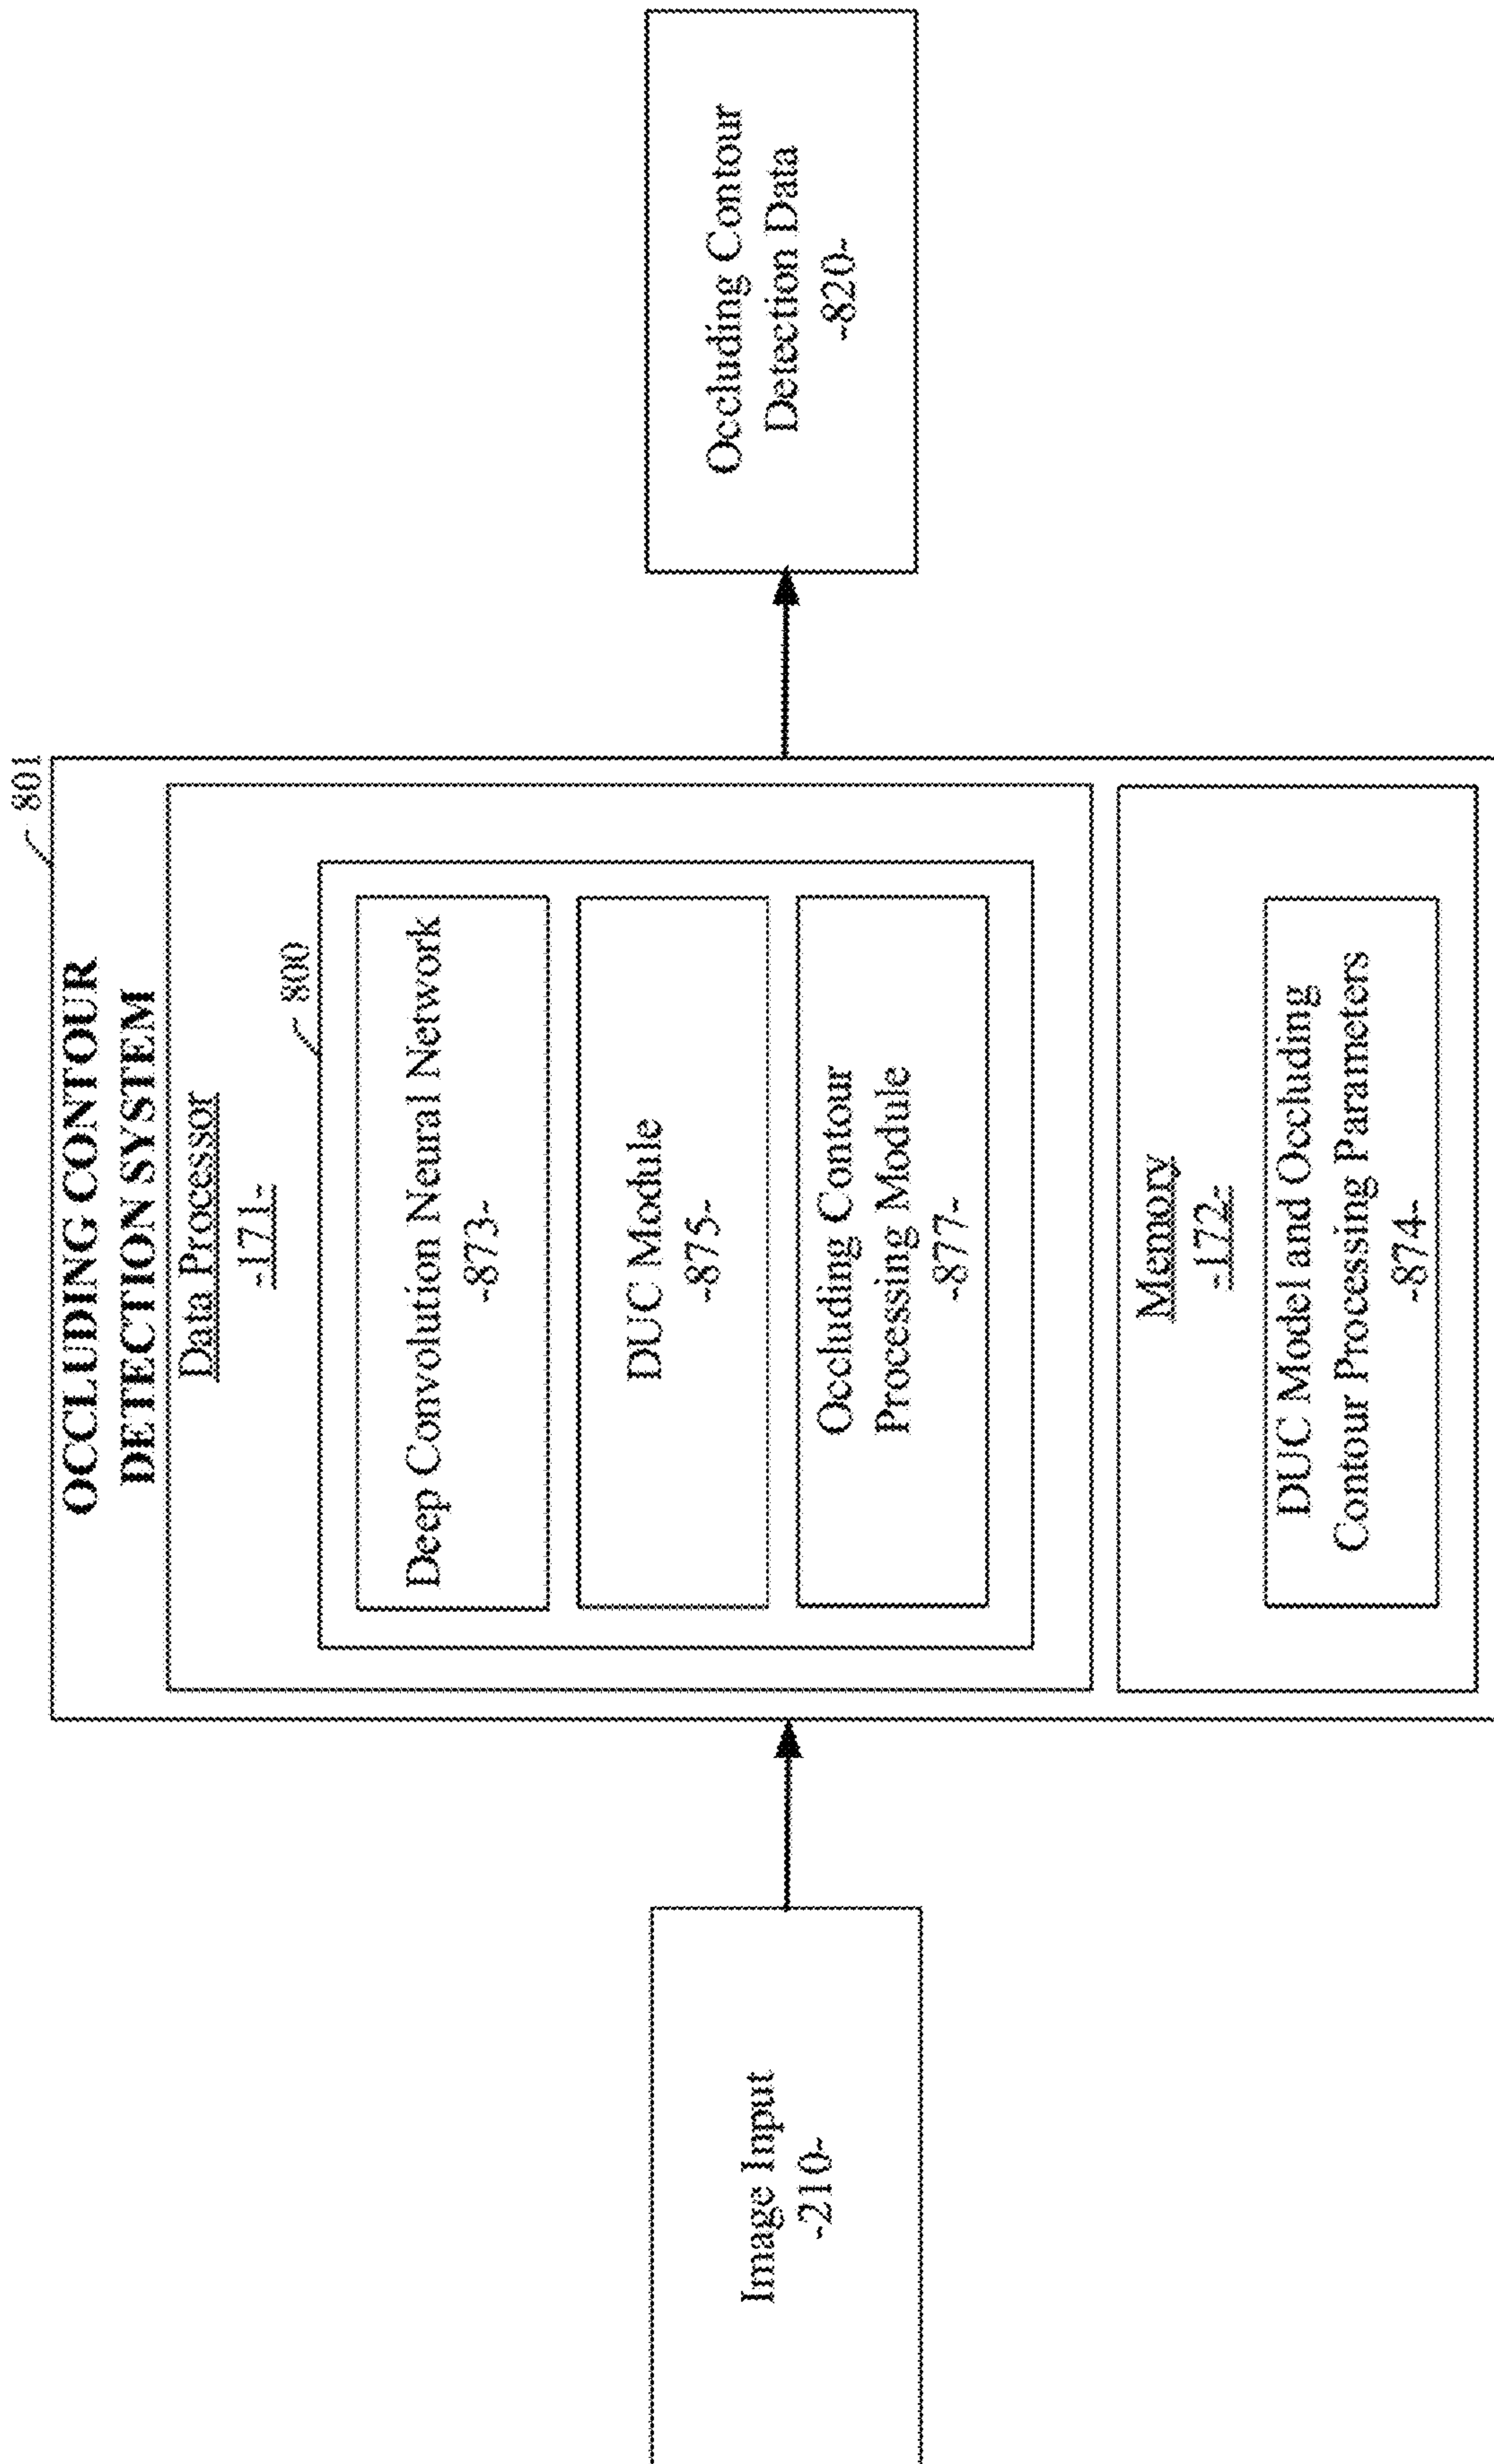 801
OCCLUDING CONTOUR
DETECTION SYSTEM
Data Processor
-171-
800
Deep Convolution Neural Network
-873-
DUC Module
-875-
Occluding Contour
Processing Module
-877-
Memory
-172-
DUC Model and Occluding
Contour Processing Parameters
-874-
Image Input
-210-
Occluding Contour
Detection Data
-820-